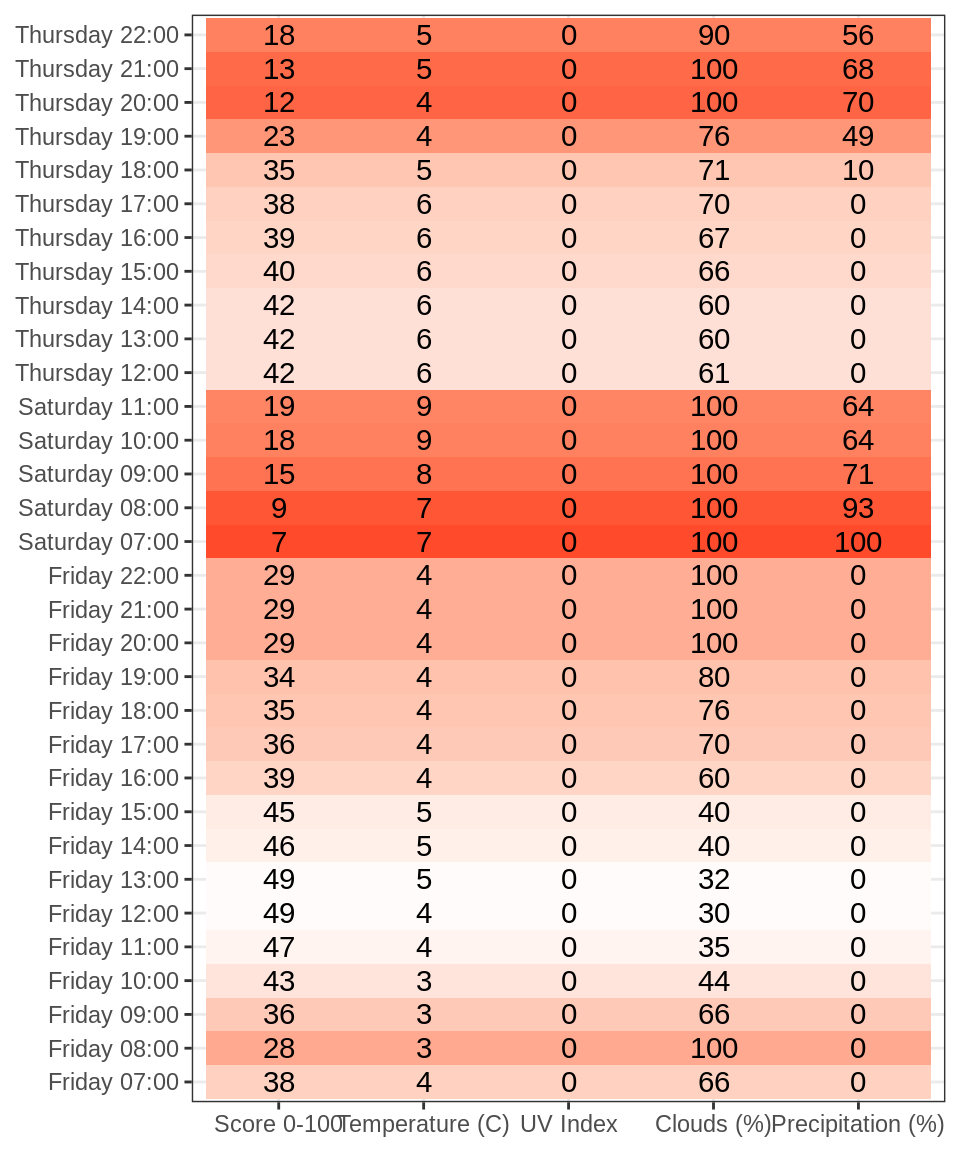 Thursday 22:00 18 5 0 90 56
Thursday 21:00 13 5 0 100 68
Thursday 20:00 12 4 0 100 70
Thursday 19:00 23 4 0 76 49
Thursday 18:00 35 5 0 71 10
Thursday 17:00 38 6 0 70 0
Thursday 16:00 39 6 0 67 0
Thursday 15:00 40 6 0 66 0
Thursday 14:00 42 6 0 60 0
Thursday 13:00 42 6 0 60 0
Thursday 12:00 42 6 0 61 0
Saturday 11:00 19 9 0 100 64
Saturday 10:00 18 9 0 100 64
Saturday 09:00 15 8 0 100 71
Saturday 08:00 9 7 0 100 93
Saturday 07:00 7 7 0 100 100
Friday 22:00 29 4 0 100 0
Friday 21:00 29 4 0 100 0
Friday 20:00 29 4 0 100 0
Friday 19:00 34 4 0 80 0
Friday 18:00 35 4 0 76 0
Friday 17:00 36 4 0 70 0
Friday 16:00 39 4 0 60 0
Friday 15:00 45 5 0 40 0
Friday 14:00 46 5 0 40 0
Friday 13:00 49 5 0 32 0
Friday 12:00 49 4 0 30 0
Friday 11:00 47 4 0 35 0
Friday 10:00 43 3 0 44 0
Friday 09:00 36 3 0 66 0
Friday 08:00 28 3 0 100 0
Friday 07:00 38 4 0 66 0
Score 0-100 Temperature (C) UV Index Clouds (%) Precipitation (%)